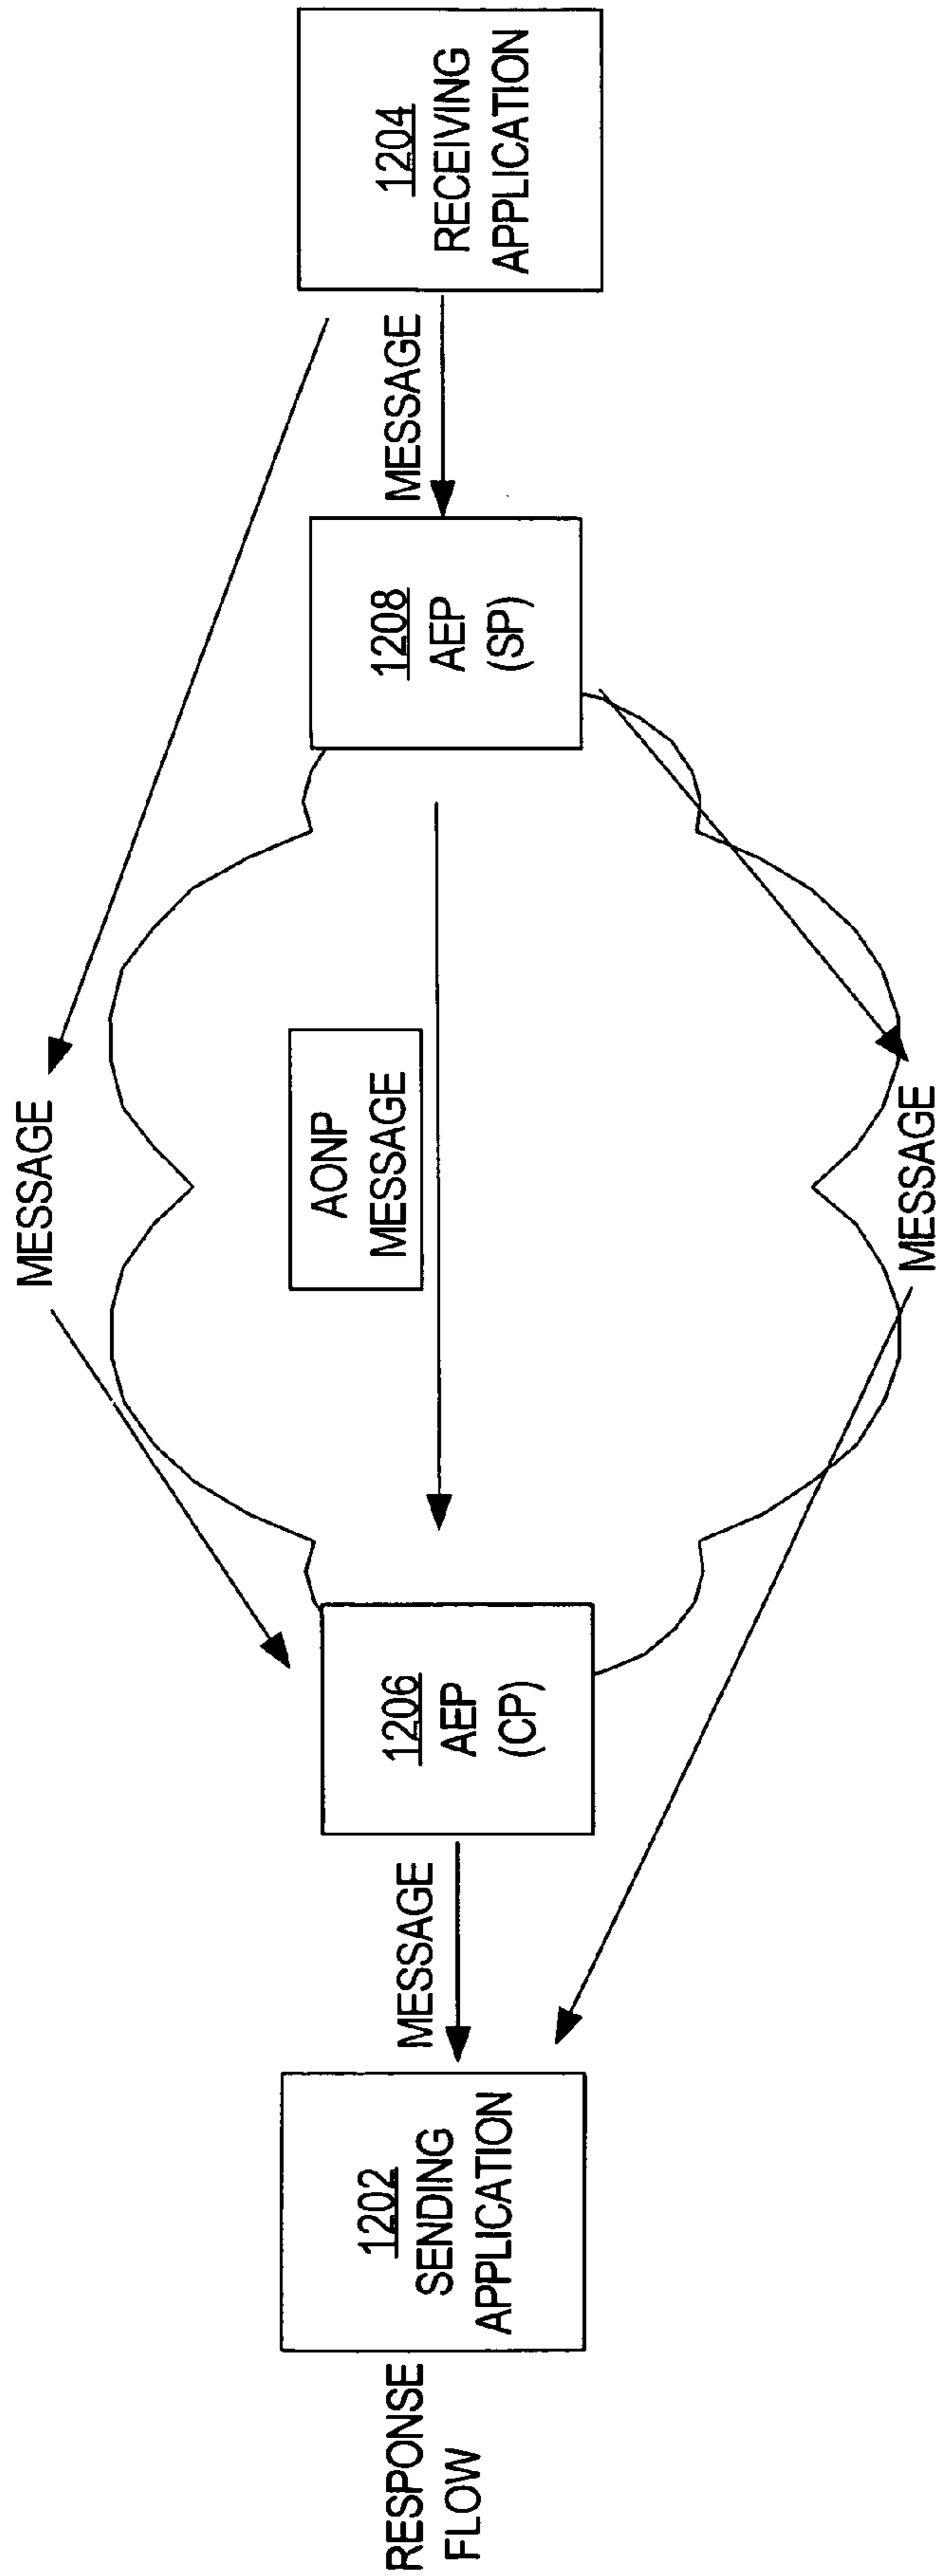 RESPONSE
FLOW
1202
SENDING
APPLICATION
MESSAGE
1206
AEP
(CP)
MESSAGE
AONP
MESSAGE
MESSAGE
1208
AEP
(SP)
MESSAGE
1204
RECEIVING
APPLICATION